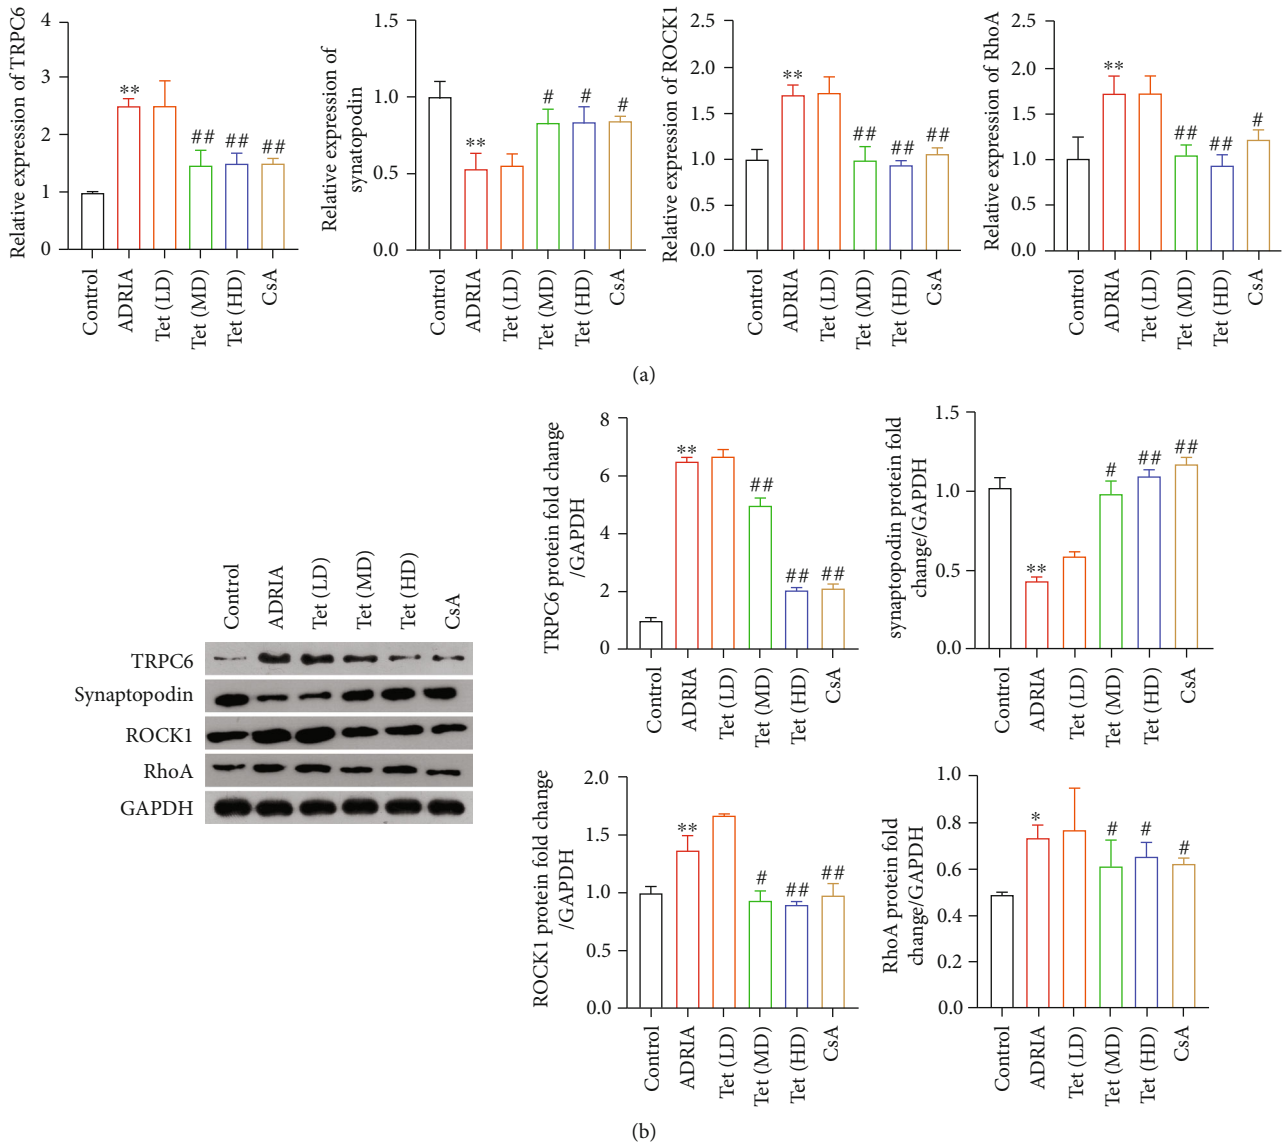 Relative expression of TRPC6
4
3
2
1
0
**
##
##
##
Control
ADRIA
Tet (LD)
Tet (MD)
Tet (HD)
CsA
Relative expression of
synatopodin
1.5
1.0
0.5
0.0
**
#
#
#
Control
ADRIA
Tet (LD)
Tet (MD)
Tet (HD)
CsA
Relative expression of ROCK1
2.5
2.0
1.5
1.0
0.5
0.0
**
##
##
##
Control
ADRIA
Tet (LD)
Tet (MD)
Tet (HD)
CsA
Relative expression of RhoA
2.5
2.0
1.5
1.0
0.5
0.0
**
##
##
#
Control
ADRIA
Tet (LD)
Tet (MD)
Tet (HD)
CsA
(a)
Control
ADRIA
Tet (LD)
Tet (MD)
Tet (HD)
CsA
TRPC6
Synaptopodin
ROCK1
RhoA
GAPDH
TRPC6 protein fold change
/GAPDH
8
6
4
2
0
**
##
##
##
Control
ADRIA
Tet (LD)
Tet (MD)
Tet (HD)
CsA
synaptopodin protein fold
change/GAPDH
1.5
1.0
0.5
0.0
**
#
##
##
Control
ADRIA
Tet (LD)
Tet (MD)
Tet (HD)
CsA
ROCK1 protein fold change
/GAPDH
2.0
1.5
1.0
0.5
0.0
**
#
##
##
Control
ADRIA
Tet (LD)
Tet (MD)
Tet (HD)
CsA
RhoA protein fold
change/GAPDH
1.0
0.8
0.6
0.4
0.2
0.0
*
#
#
#
Control
ADRIA
Tet (LD)
Tet (MD)
Tet (HD)
CsA
(b)